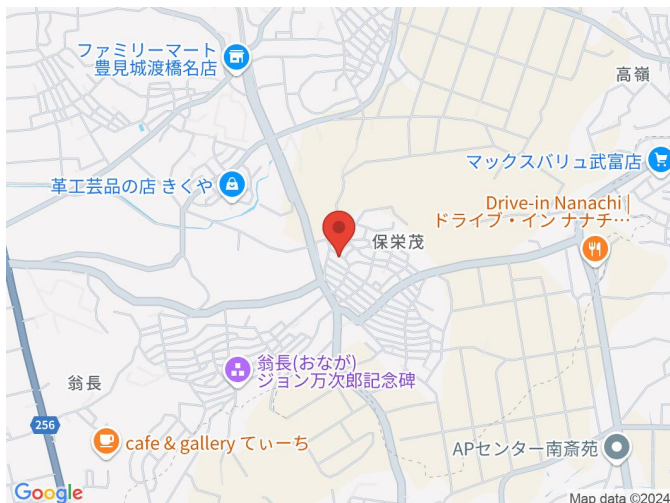 ファミリーマート
豊見城渡橋名店
高嶺
マックスバリュ武富店
革工芸品の店 きくや
Drive-in Nanachi |
ドライブ・イン ナナチ…
保栄茂
翁長(おなが)
ジョン万次郎記念碑
翁長
256
cafe & gallery てぃーち
APセンター南斎苑
Google
Map data ©2024